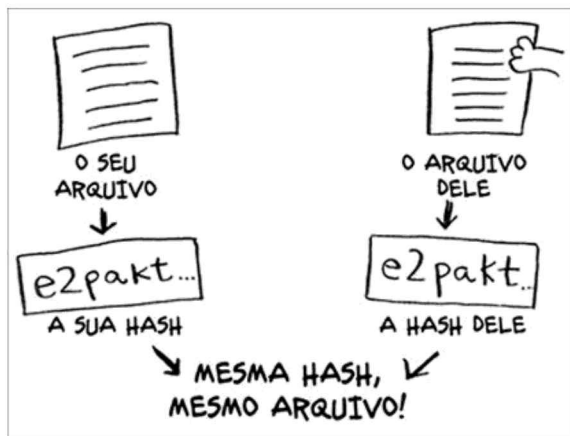 O SEU
ARQUIVO
O ARQUIVO
DELE
e2pakt...
A SUA HASH
e2pakt...
A HASH DELE
MESMA HASH,
MESMO ARQUIVO!